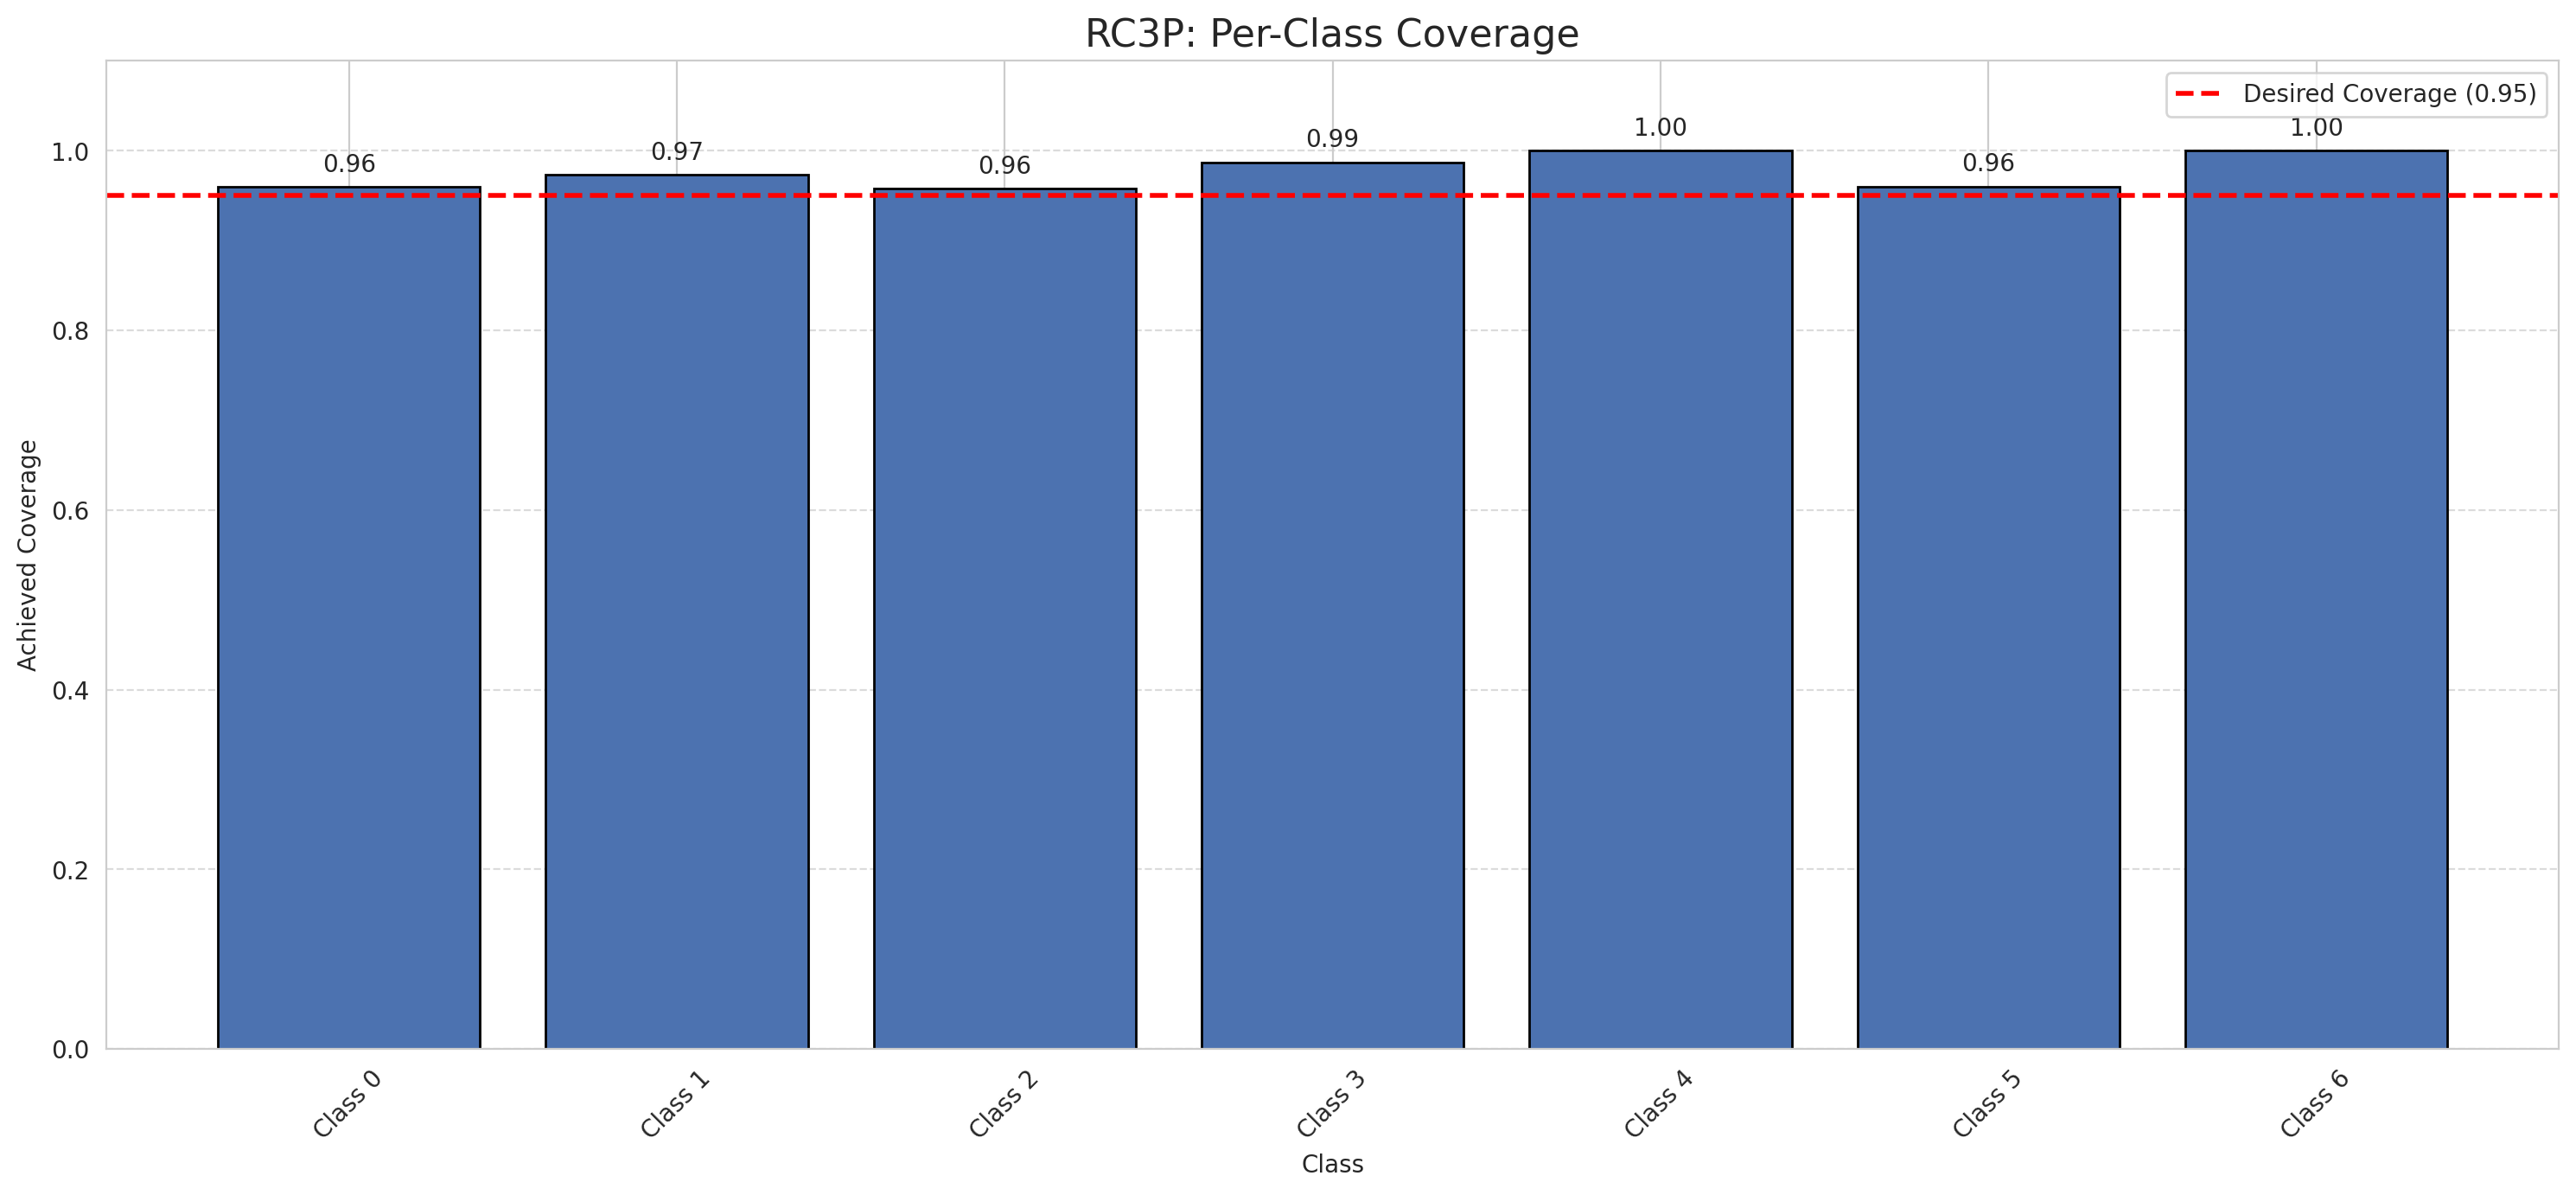 RC3P: Per-Class Coverage
Desired Coverage (0.95)
0.96
0.97
0.96
0.99
1.00
0.96
1.00
1.0
0.8
0.6
0.4
0.2
0.0
Achieved Coverage
Class 0
Class 1
Class 2
Class 3
Class 4
Class 5
Class 6
Class